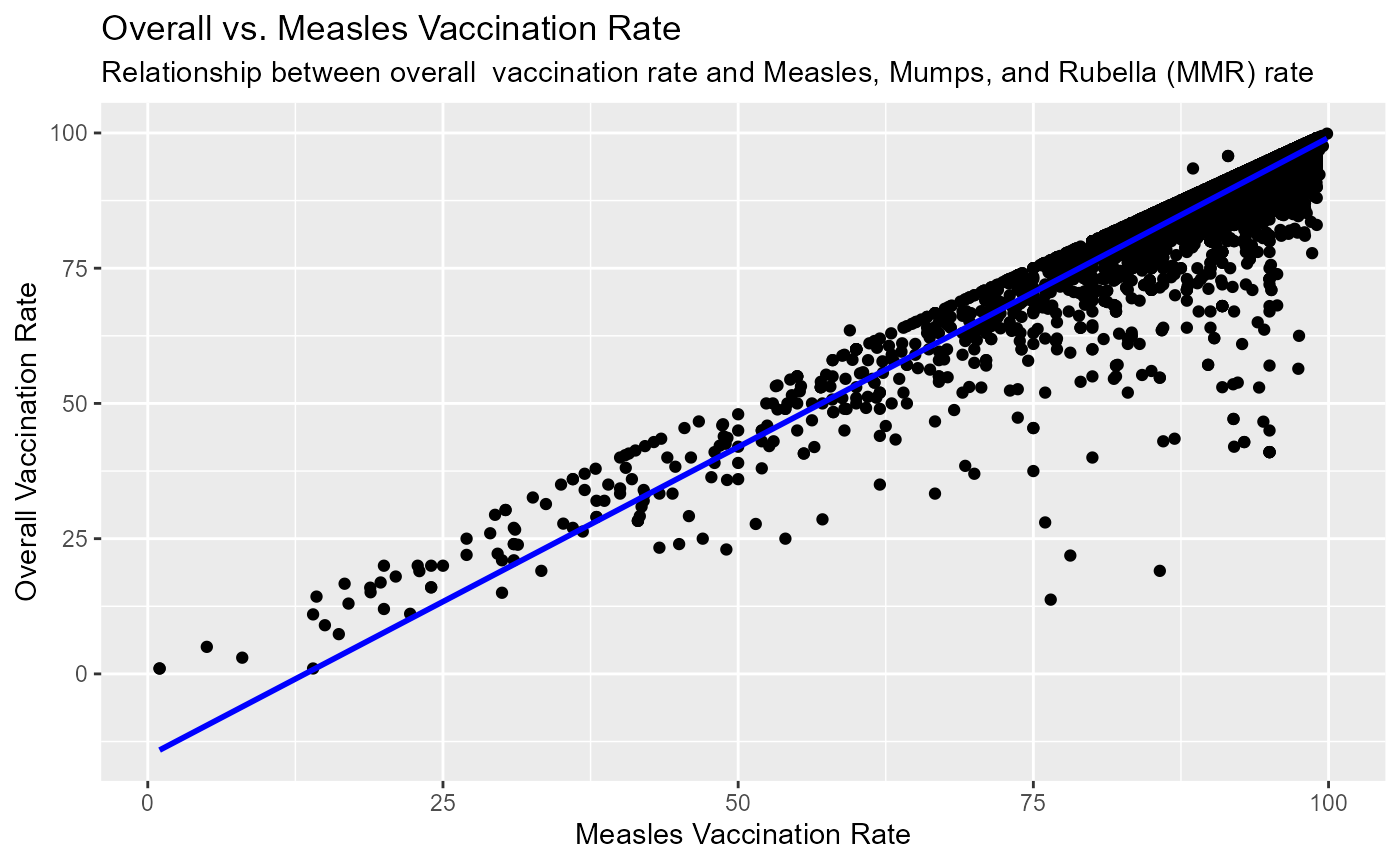 Overall vs. Measles Vaccination Rate
Relationship between overall  vaccination rate and Measles, Mumps, and Rubella (MMR) rate
Overall Vaccination Rate
100
75
50
25
0
0 25 50 75 100
Measles Vaccination Rate